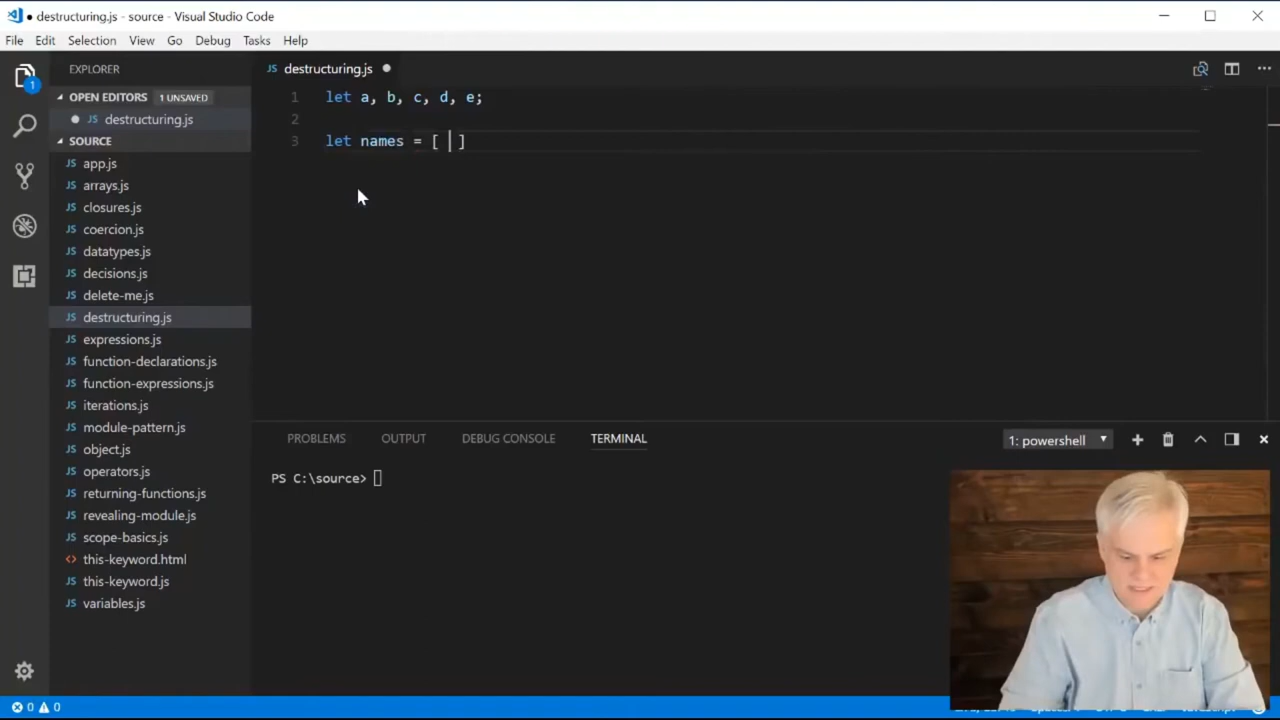 destructuring.js - source - Visual Studio Code
File Edit Selection View Go Debug Tasks Help
EXPLORER
destructuring.js
OPEN EDITORS 1 UNSAVED
destructuring.js
SOURCE
app.js
arrays.js
closures.js
coercion.js
datatypes.js
decisions.js
delete-me.js
destructuring.js
expressions.js
function-declarations.js
function-expressions.js
iterations.js
module-pattern.js
object.js
operators.js
returning-functions.js
revealing-module.js
scope-basics.js
this-keyword.html
this-keyword.js
variables.js
1 let a, b, c, d, e;
2
3 let names = [ ]
PROBLEMS OUTPUT DEBUG CONSOLE TERMINAL 1: powershell
PS C:\source>
0 0